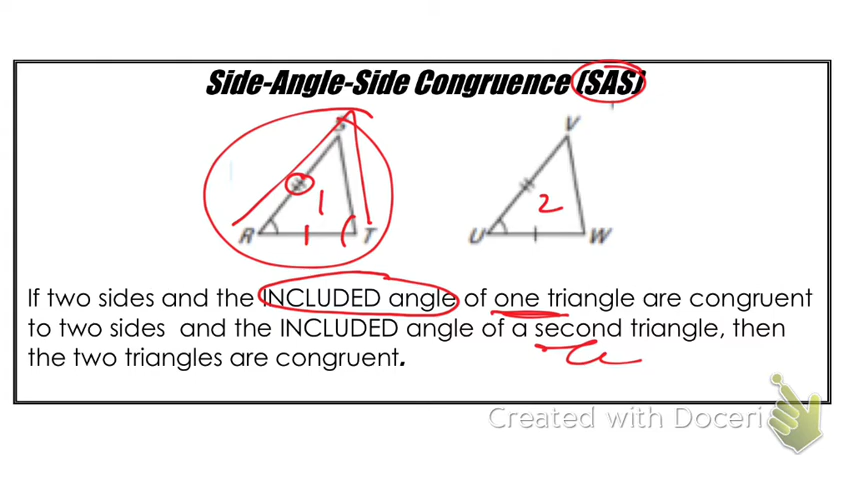 Side-Angle-Side Congruence (SAS)
S
V
1
2
R
T
U
W
If two sides and the INCLUDED angle of one triangle are congruent
to two sides and the INCLUDED angle of a second triangle, then
the two triangles are congruent.
Created with Doceri